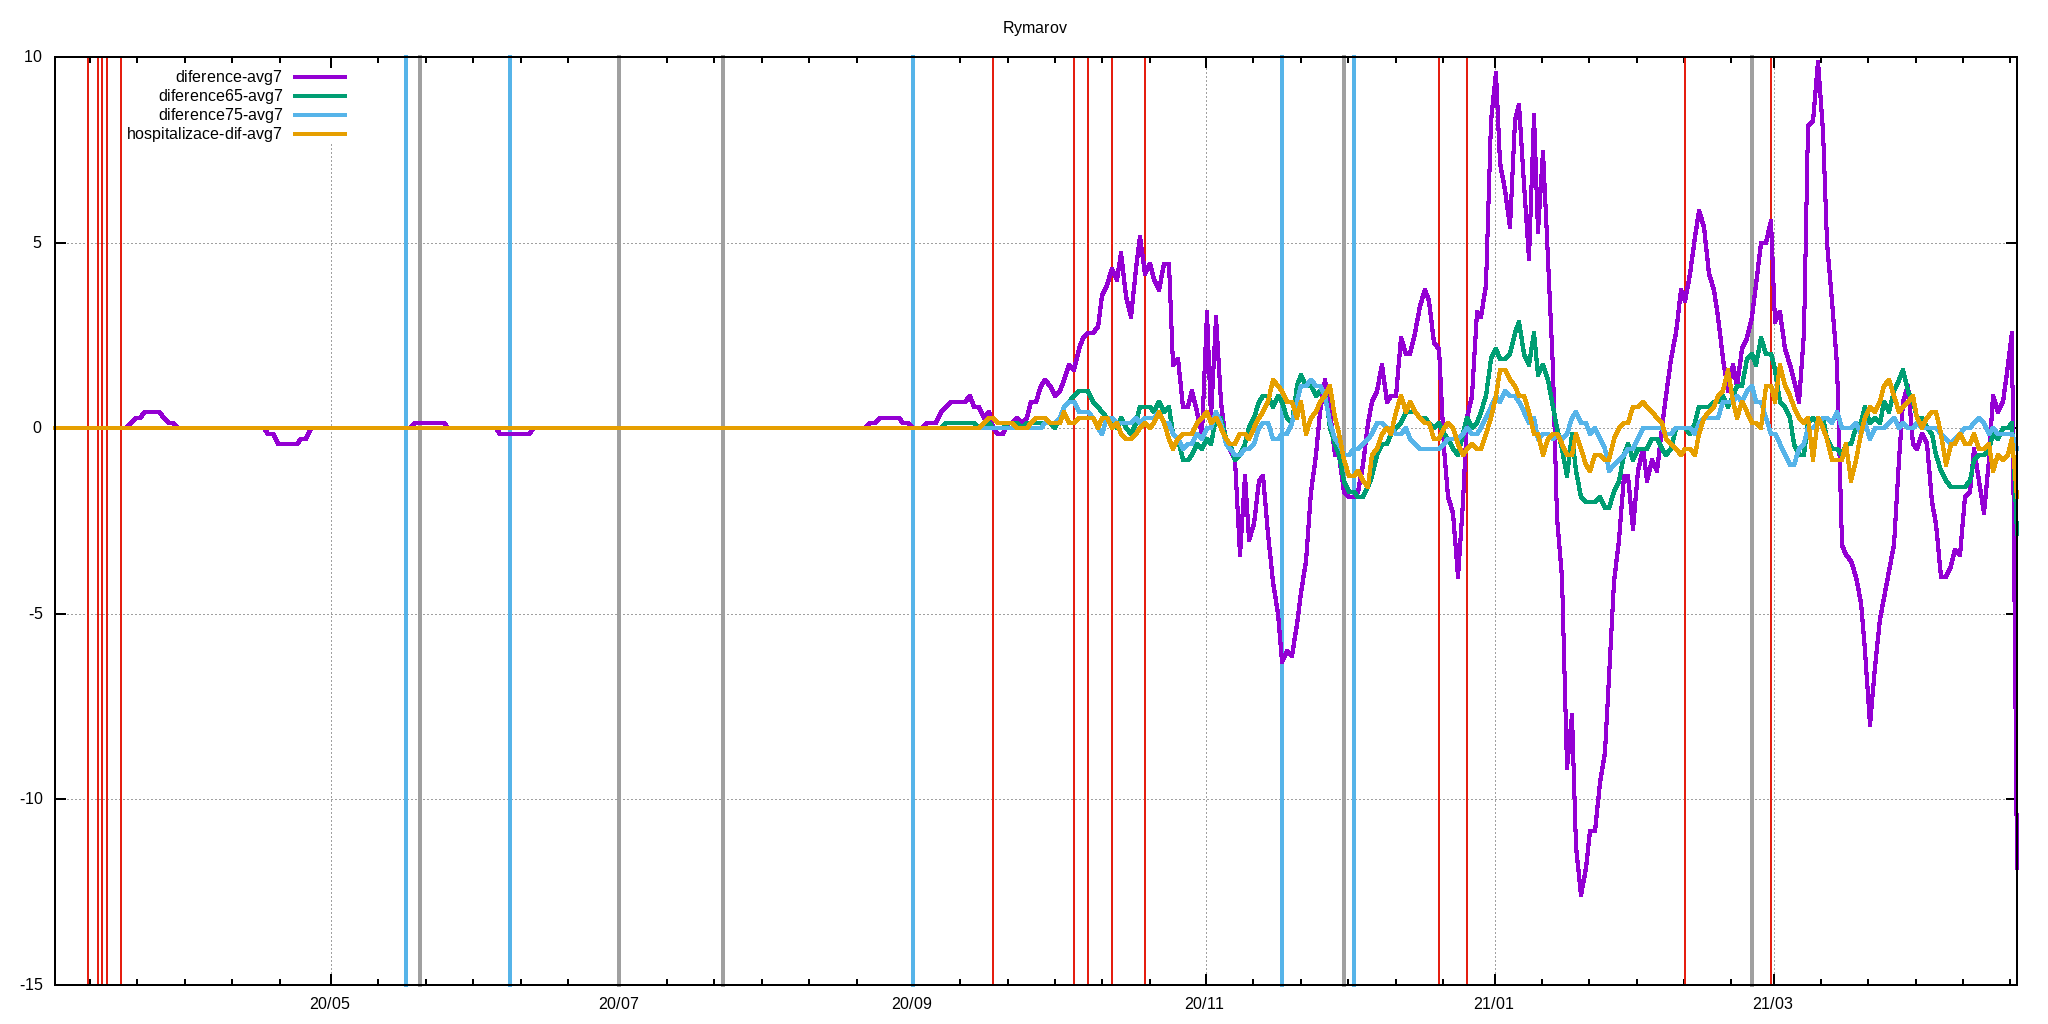 Rymarov
10
diference-avg7
diference65-avg7
diference75-avg7
hospitalizace-dif-avg7
5
0
-5
-10
-15
20/05 20/07 20/09 20/11 21/01 21/03